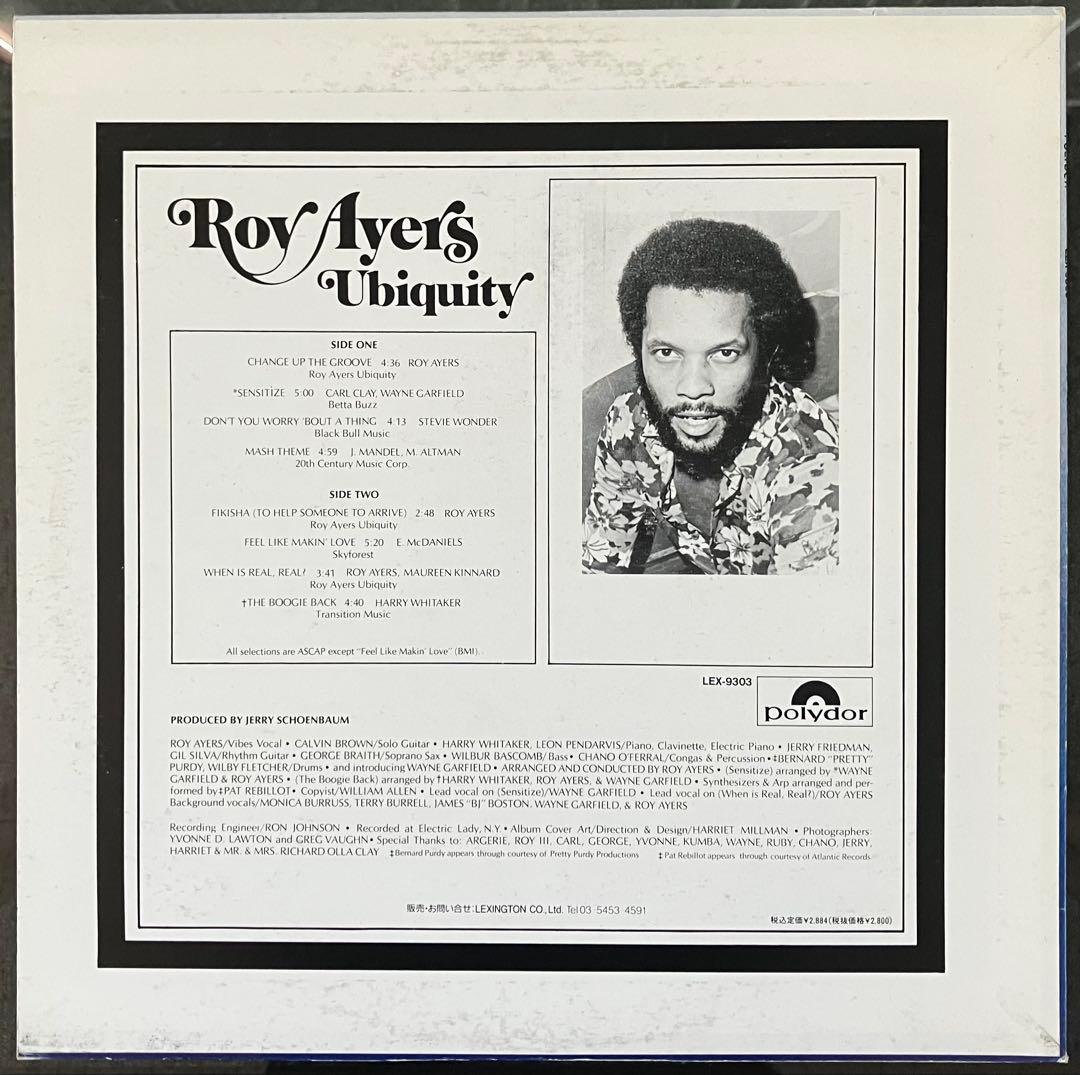 Roy Ayers
Ubiquity
SIDE ONE
CHANGE UP THE GROOVE 4:36 ROY AYERS
Roy Ayers Ubiquity
*SENSITIZE 5:00 CARL CLAY, WAYNE GARFIELD
Betta Buzz
DON'T YOU WORRY 'BOUT A THING 4:13 STEVIE WONDER
Black Bull Music
MASH THEME 4:59 J. MANDEL, M. ALTMAN
20th Century Music Corp.
SIDE TWO
FIKISHA (TO HELP SOMEONE TO ARRIVE) 2:48 ROY AYERS
Roy Ayers Ubiquity
FEEL LIKE MAKIN' LOVE 5:20 E. McDANIELS
Skyforest
WHEN IS REAL, REAL? 3:41 ROY AYERS, MAUREEN KINNARD
Roy Ayers Ubiquity
†THE BOOGIE BACK 4:40 HARRY WHITAKER
Transition Music
All selections are ASCAP except "Feel Like Makin' Love" (BMI).
LEX-9303
polydor
PRODUCED BY JERRY SCHOENBAUM
ROY AYERS/Vibes Vocal • CALVIN BROWN/Solo Guitar • HARRY WHITAKER, LEON PENDARVIS/Piano, Clavinette, Electric Piano • JERRY FRIEDMAN,
GIL SILVA/Rhythm Guitar • GEORGE BRAITH/Soprano Sax • WILBUR BASCOMB/Bass • CHANO O'FERRAL/Congas & Percussion • ‡BERNARD "PRETTY"
PURDY, WILBY FLETCHER/Drums • and introducing WAYNE GARFIELD • ARRANGED AND CONDUCTED BY ROY AYERS • (Sensitize) arranged by *WAYNE
GARFIELD & ROY AYERS • (The Boogie Back) arranged by †HARRY WHITAKER, ROY AYERS, & WAYNE GARFIELD • Synthesizers & Arp arranged and per-
formed by ‡PAT REBILLOT • Copyist/WILLIAM ALLEN • Lead vocal on (Sensitize)/WAYNE GARFIELD • Lead vocal on (When is Real, Real?)/ROY AYERS
Background vocals/MONICA BURRUSS, TERRY BURRELL, JAMES "BJ" BOSTON, WAYNE GARFIELD, & ROY AYERS
Recording Engineer/RON JOHNSON • Recorded at Electric Lady, N.Y. • Album Cover Art/Direction & Design/HARRIET MILLMAN • Photographers:
YVONNE D. LAWTON and GREG VAUGHN • Special Thanks to: ARGERIE, ROY III, CARL, GEORGE, YVONNE, KUMBA, WAYNE, RUBY, CHANO, JERRY,
HARRIET & MR. & MRS. RICHARD OLLA CLAY ‡Bernard Purdy appears through courtesy of Pretty Purdy Productions ‡Pat Rebillot appears through courtesy of Atlantic Records.
販売・お問い合せ:LEXINGTON CO., Ltd. Tel 03-5453-4591
税込定価¥2,884(税抜価格¥2,800)